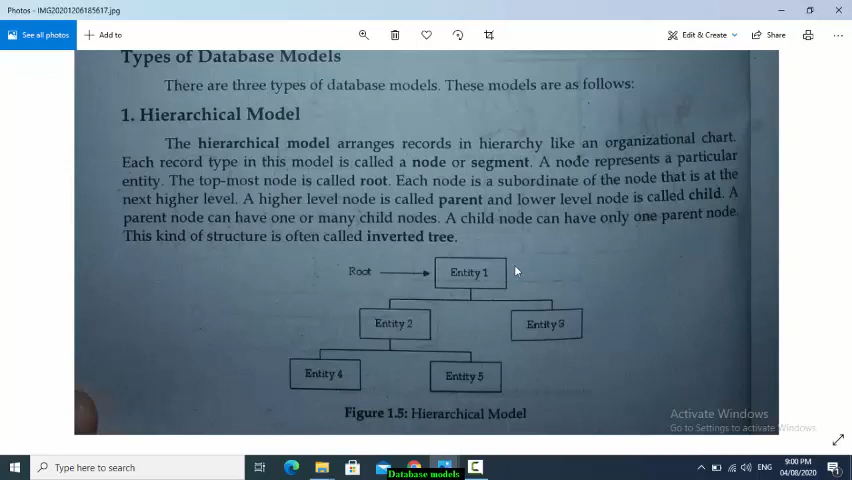 Photos - IMG20201206185617.jpg
See all photos
Add to
Edit & Create
Share
Types of Database Models
There are three types of database models. These models are as follows:
1. Hierarchical Model
The hierarchical model arranges records in hierarchy like an organizational chart.
Each record type in this model is called a node or segment. A node represents a particular
entity. The top-most node is called root. Each node is a subordinate of the node that is at the
next higher level. A higher level node is called parent and lower level node is called child. A
parent node can have one or many child nodes. A child node can have only one parent node.
This kind of structure is often called inverted tree.
Root
Entity 1
Entity 2
Entity 3
Entity 4
Entity 5
Figure 1.5: Hierarchical Model
Activate Windows
Go to Settings to activate Windows.
Type here to search
Database models
ENG
9:00 PM
04/08/2020